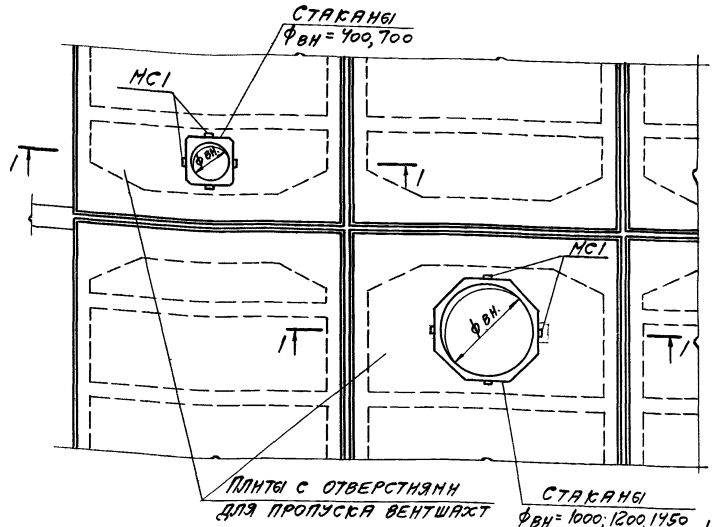 СТАКАНЫ
ФВН = 400, 700
МС1
ФВН.
1
1
МС1
ФВН.
1
1
ПЛИТЫ С ОТВЕРСТИЯМИ
ДЛЯ ПРОПУСКА ВЕНТШАХТ
СТАКАНЫ
ФВН = 1000; 1200, 1450